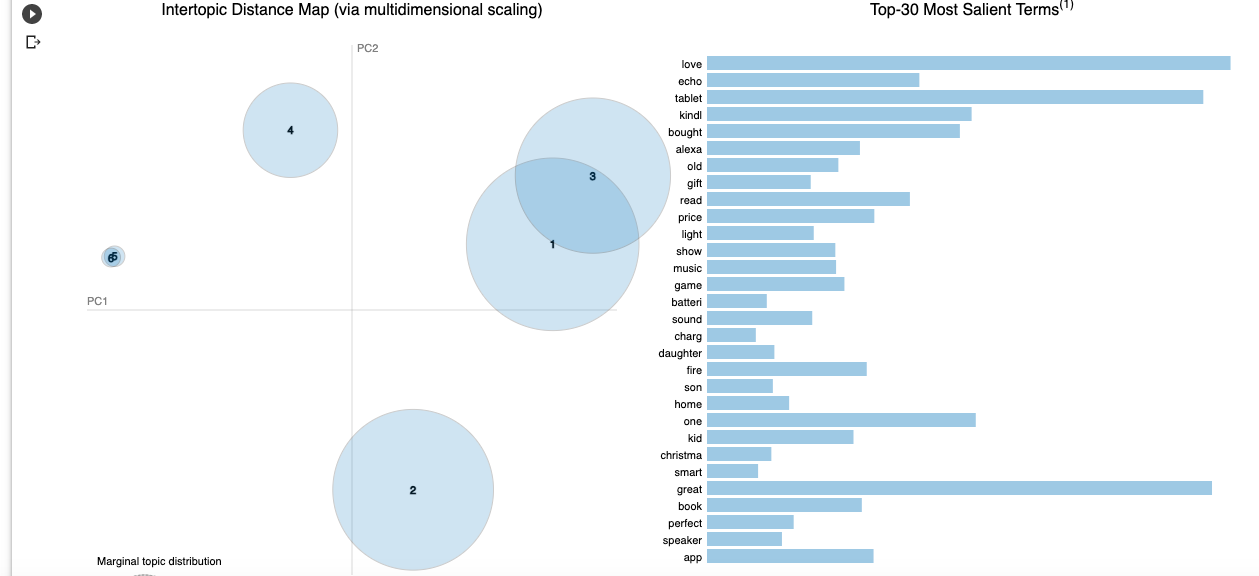 Intertopic Distance Map (via multidimensional scaling)
Top-30 Most Salient Terms(1)
PC2
PC1
4
3
1
6
5
2
Marginal topic distribution
love
echo
tablet
kindl
bought
alexa
old
gift
read
price
light
show
music
game
batteri
sound
charg
daughter
fire
son
home
one
kid
christma
smart
great
book
perfect
speaker
app